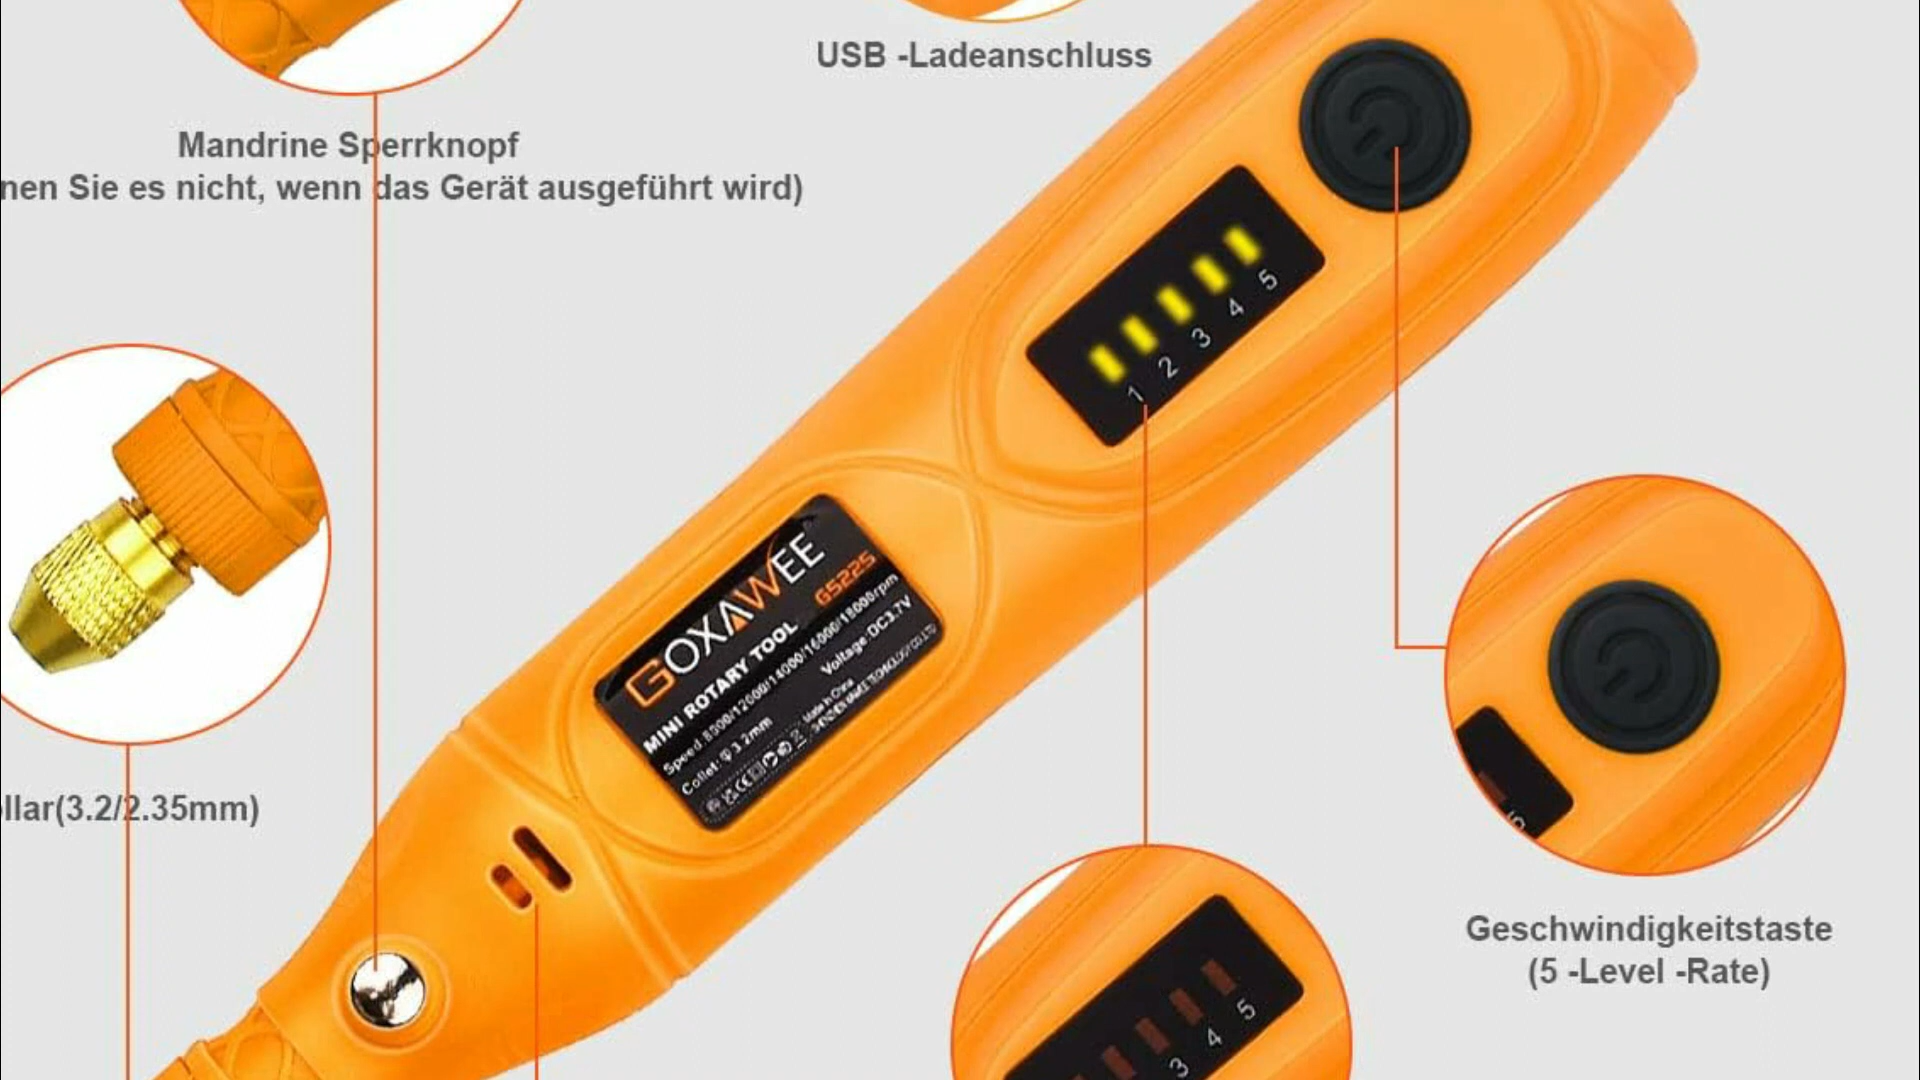 USB -Ladeanschluss
Mandrine Sperrknopf
nen Sie es nicht, wenn das Gerät ausgeführt wird)
1 2 3 4 5
GOXAWEE
G5225
MINI ROTARY TOOL
Speed:8000/12000/14000/16000/18000rpm
Collet: Φ 3.2mm Voltage:DC3.7V
Made in China
llar(3.2/2.35mm)
5
Geschwindigkeitstaste
(5 -Level -Rate)
3 4 5